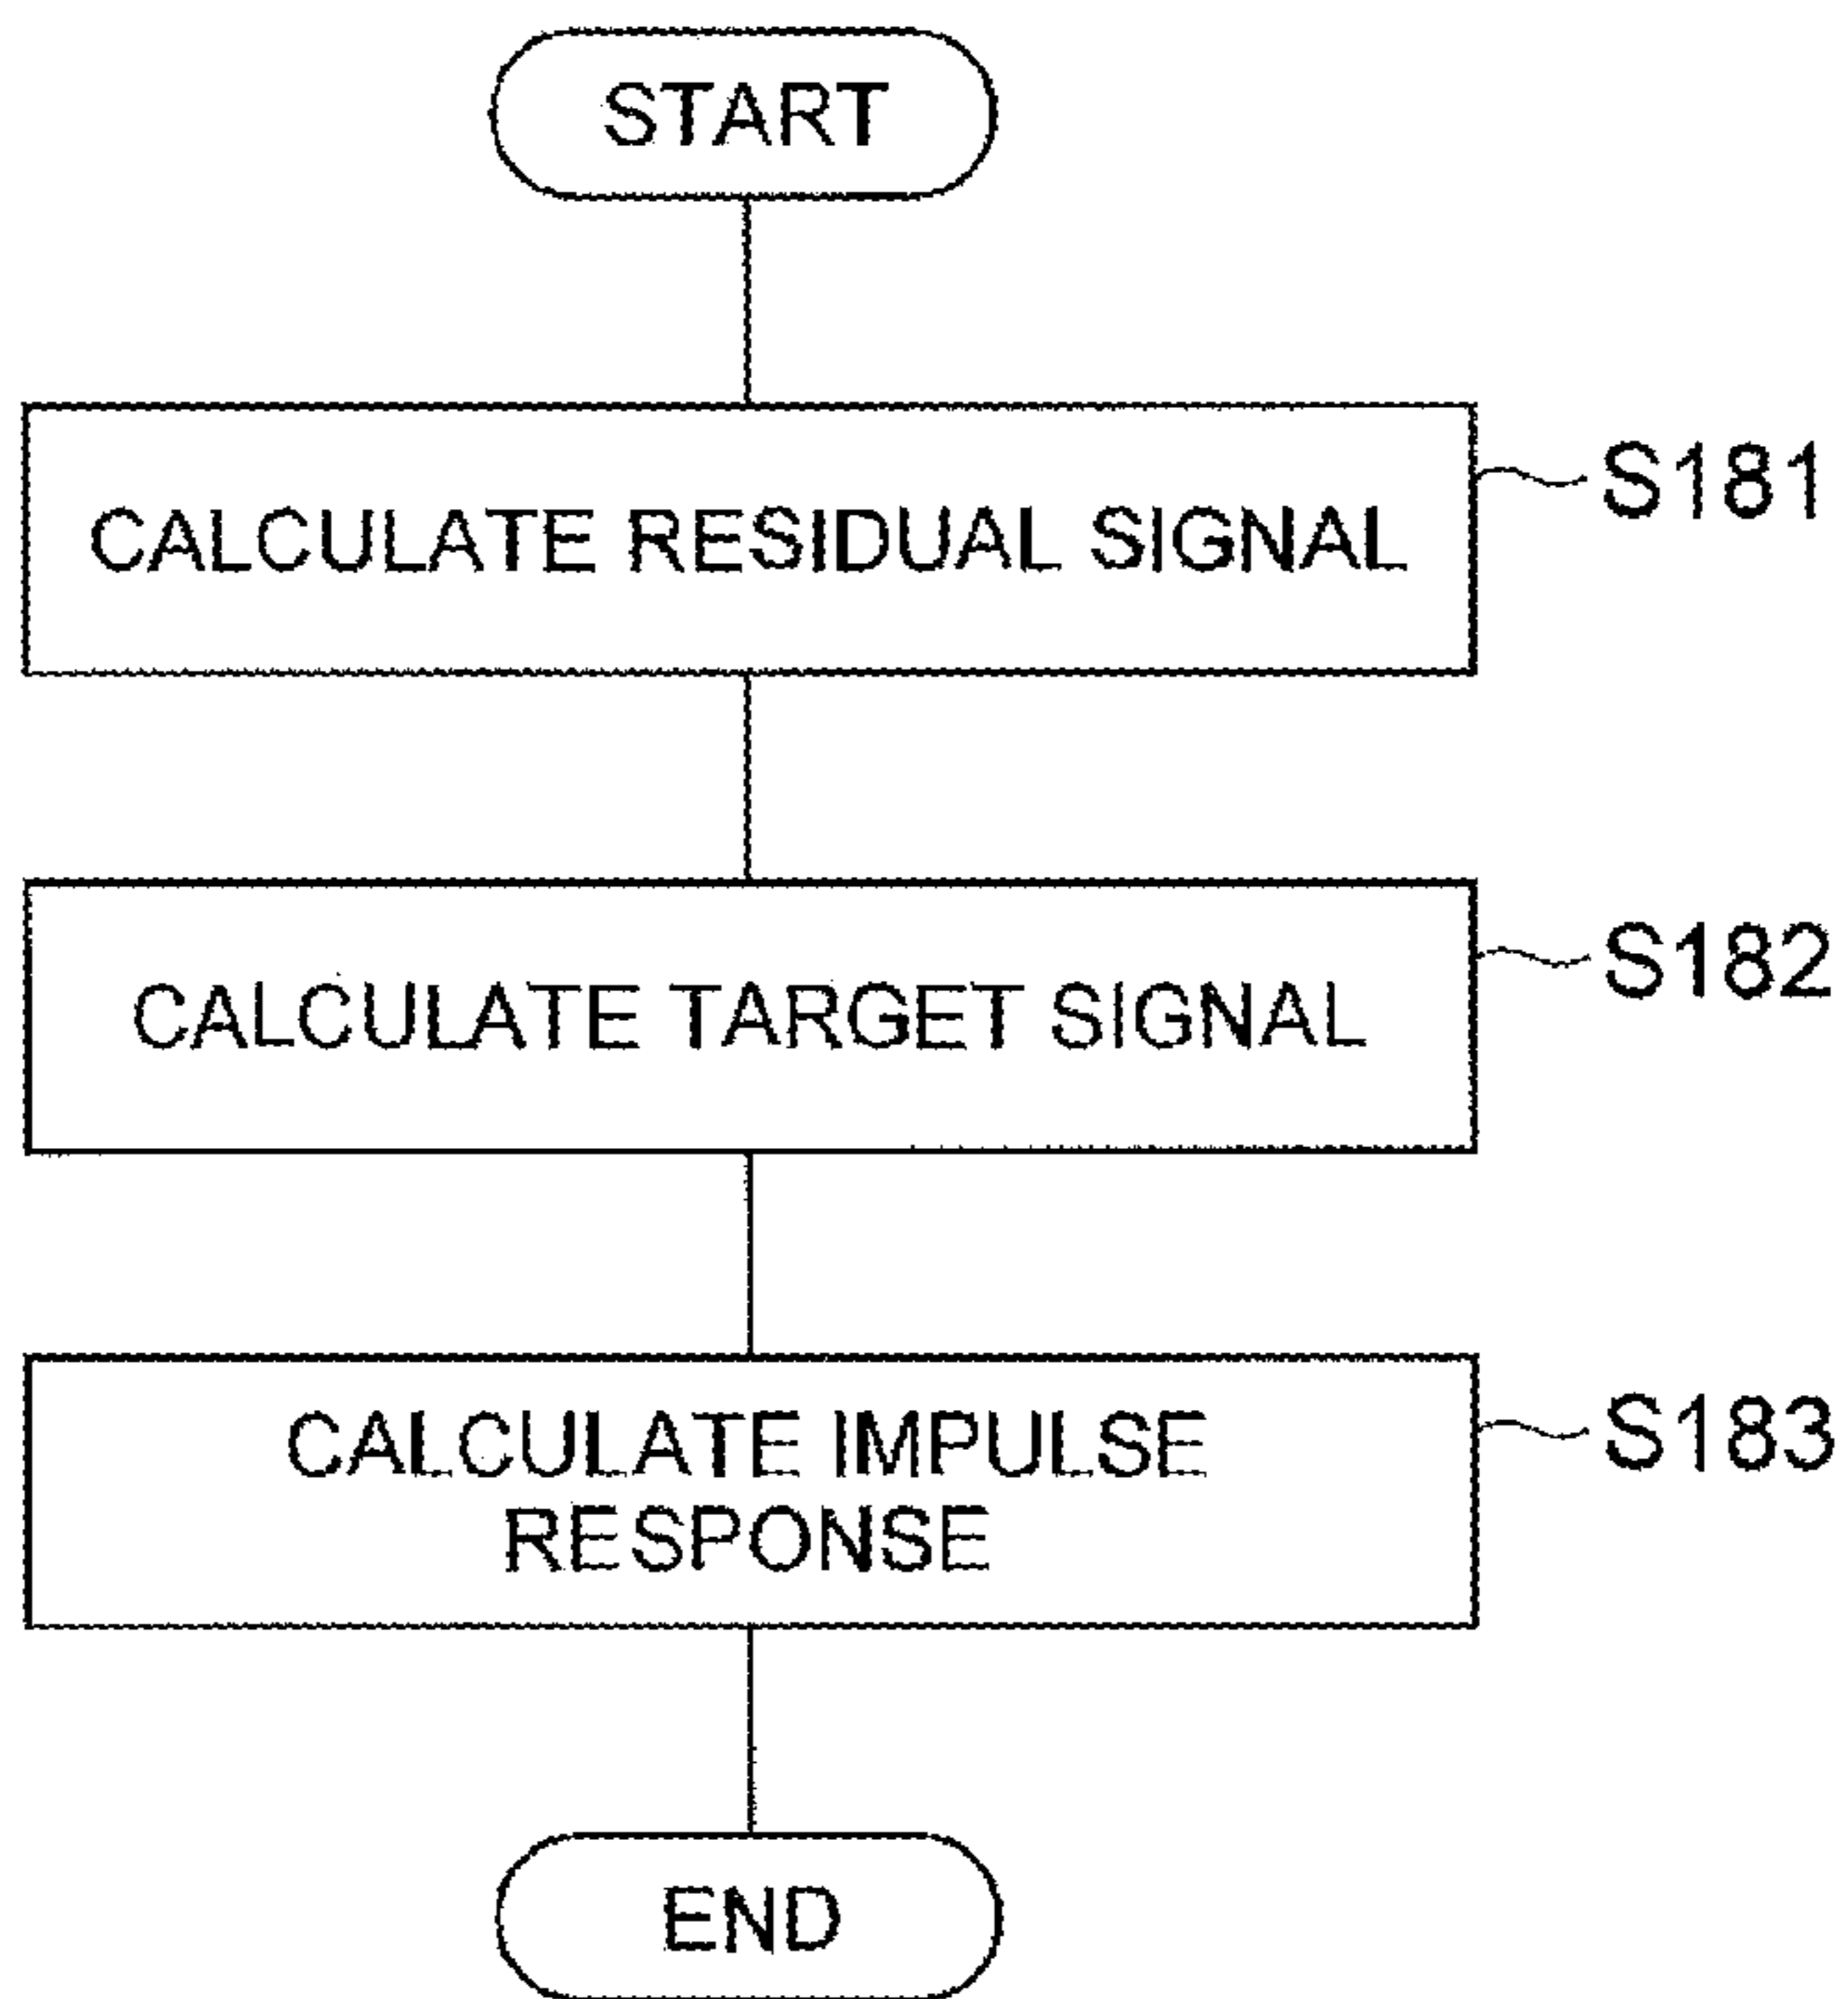 START
CALCULATE RESIDUAL SIGNAL
S181
CALCULATE TARGET SIGNAL
S182
CALCULATE IMPULSE
RESPONSE
S183
END